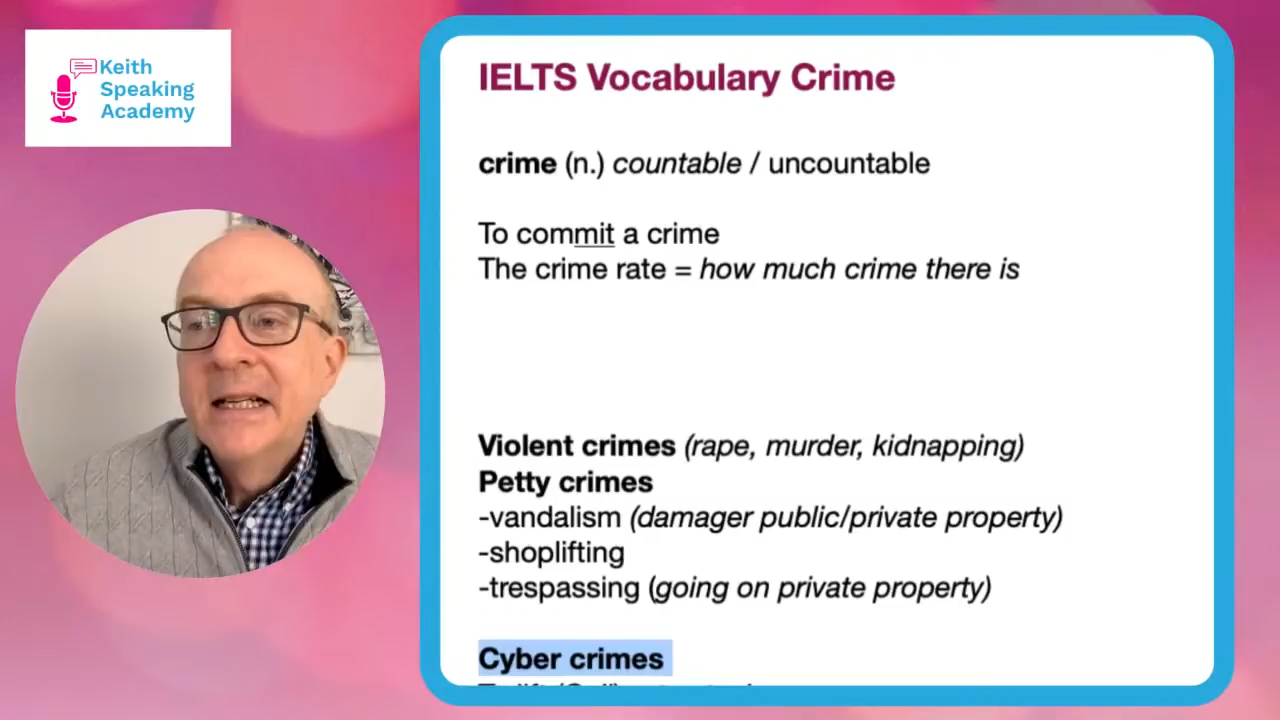 Keith
Speaking
Academy
IELTS Vocabulary Crime
crime (n.) countable / uncountable
To commit a crime
The crime rate = how much crime there is
Violent crimes (rape, murder, kidnapping)
Petty crimes
-vandalism (damager public/private property)
-shoplifting
-trespassing (going on private property)
Cyber crimes